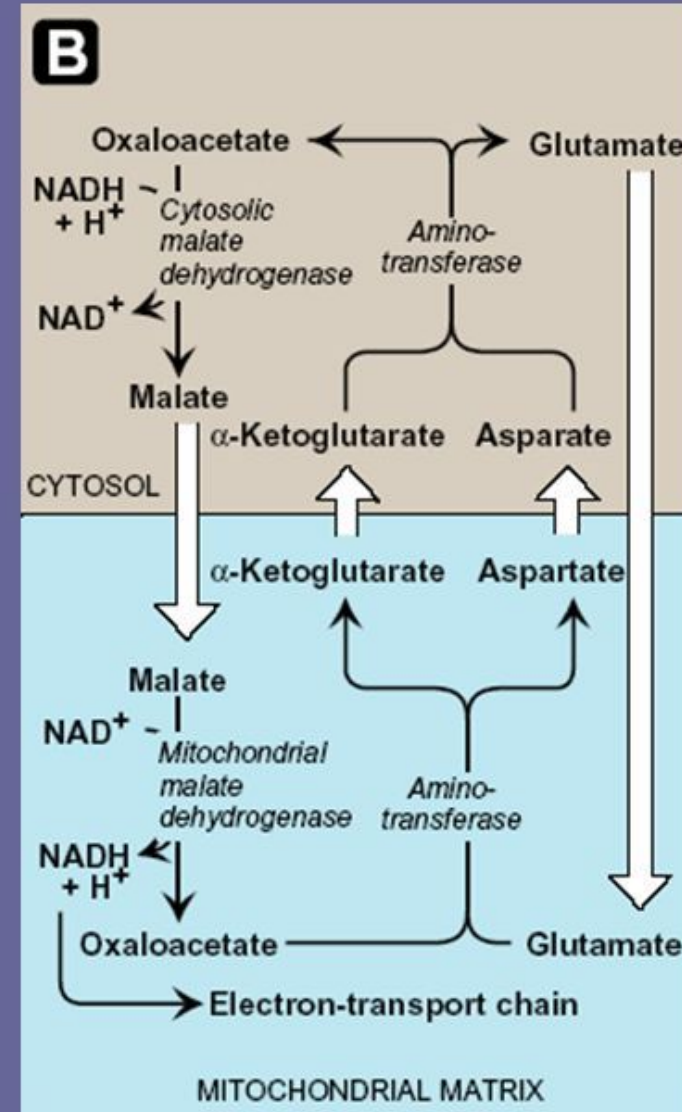 B
Oxaloacetate
Glutamate
NADH
+ H⁺
Cytosolic
malate
dehydrogenase
Amino-
transferase
NAD⁺
Malate
α-Ketoglutarate
Asparate
CYTOSOL
α-Ketoglutarate
Aspartate
Malate
NAD⁺
Mitochondrial
malate
dehydrogenase
Amino-
transferase
NADH
+ H⁺
Oxaloacetate
Glutamate
Electron-transport chain
MITOCHONDRIAL MATRIX